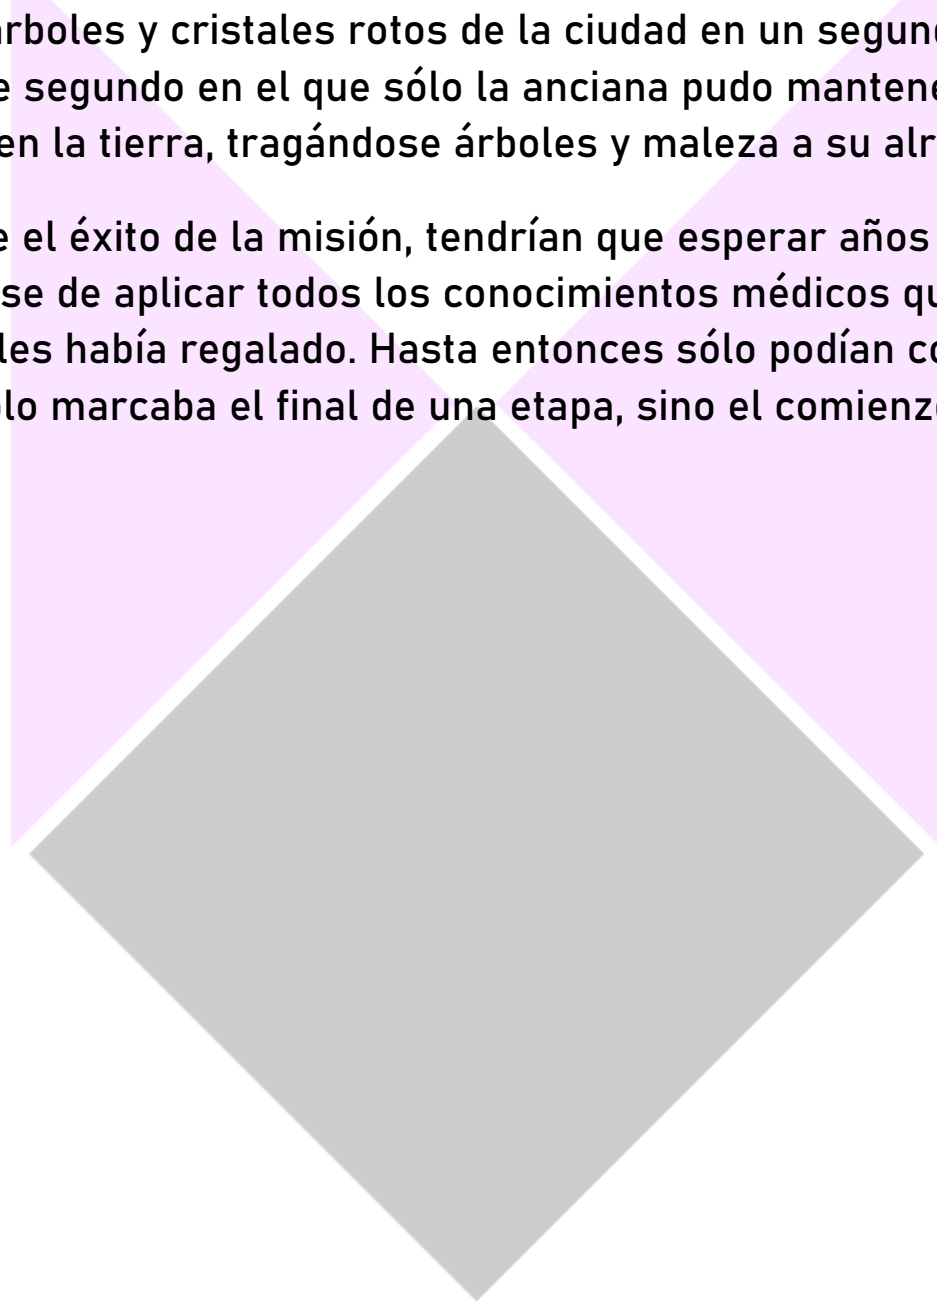 árboles y cristales rotos de la ciudad en un segund
e segundo en el que sólo la anciana pudo mantene
en la tierra, tragándose árboles y maleza a su alr
e el éxito de la misión, tendrían que esperar años
se de aplicar todos los conocimientos médicos qu
les había regalado. Hasta entonces sólo podían co
olo marcaba el final de una etapa, sino el comienz